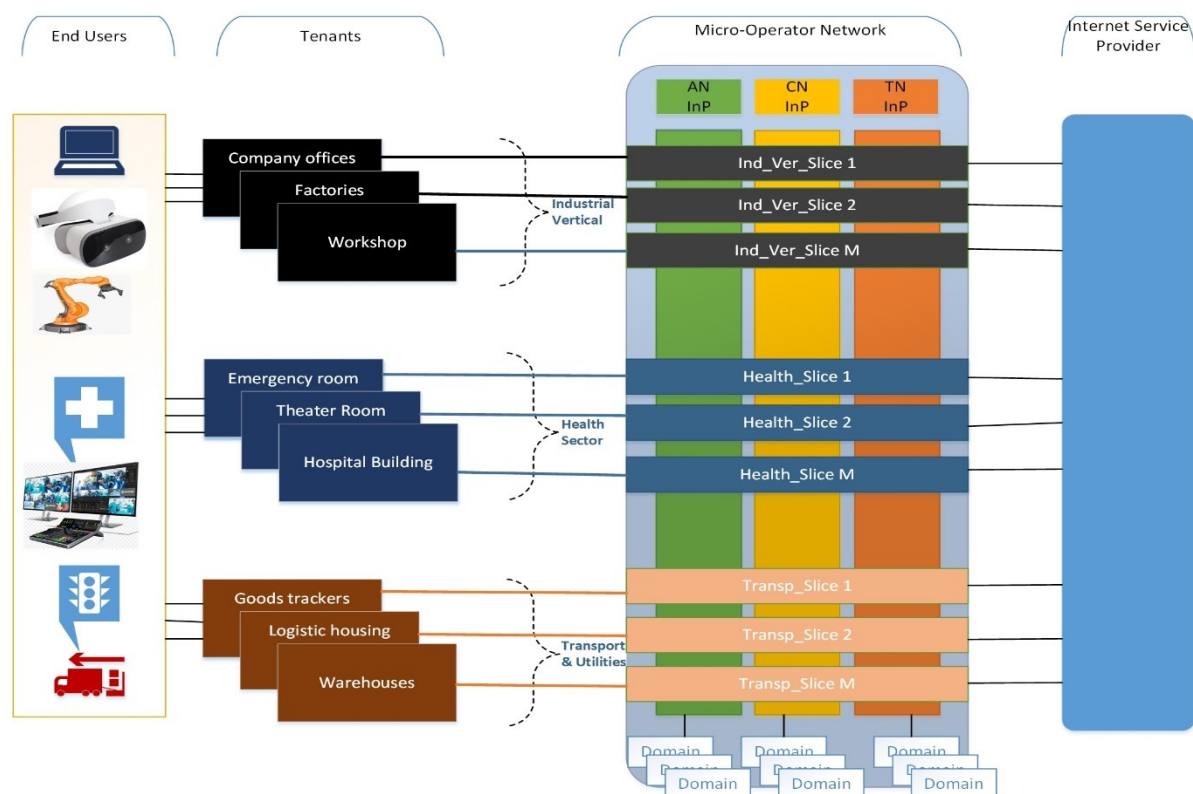 End Users
Tenants
Micro-Operator Network
Internet Service
Provider
AN
InP
CN
InP
TN
InP
Company offices
Factories
Workshop
Industrial
Vertical
Ind_Ver_Slice 1
Ind_Ver_Slice 2
Ind_Ver_Slice M
Emergency room
Theater Room
Hospital Building
Health
Sector
Health_Slice 1
Health_Slice 2
Health_Slice M
Goods trackers
Logistic housing
Warehouses
Transport
& Utilities
Transp_Slice 1
Transp_Slice 2
Transp_Slice M
Domain
Domain
Domain
Domain
Domain
Domain
Domain
Domain
Domain